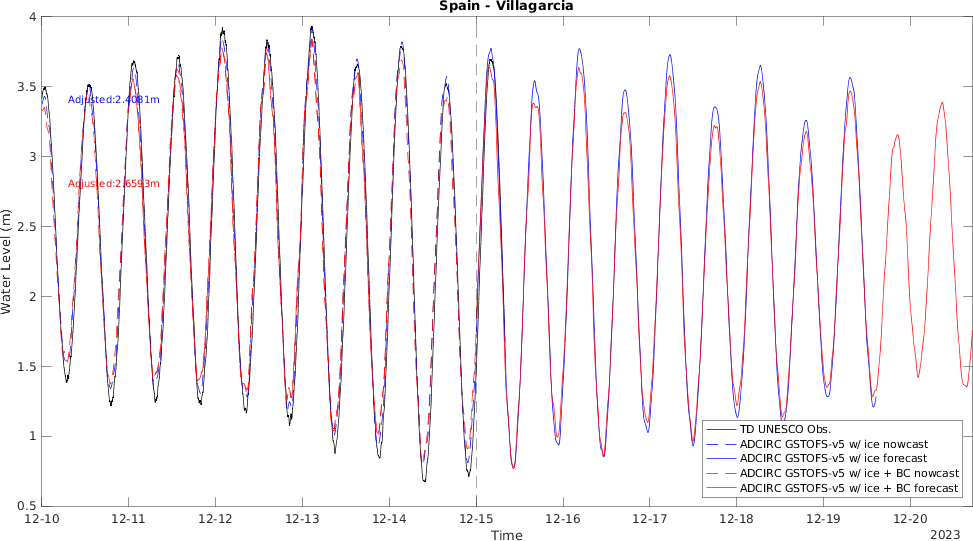 Spain - Villagarcia
4
3.5
3
2.5
2
1.5
1
0.5
Water Level (m)
Adjusted:2.4081m
Adjusted:2.6593m
TD UNESCO Obs.
ADCIRC GSTOFS-v5 w/ ice nowcast
ADCIRC GSTOFS-v5 w/ ice forecast
ADCIRC GSTOFS-v5 w/ ice + BC nowcast
ADCIRC GSTOFS-v5 w/ ice + BC forecast
12-10 12-11 12-12 12-13 12-14 12-15 12-16 12-17 12-18 12-19 12-20
Time
2023